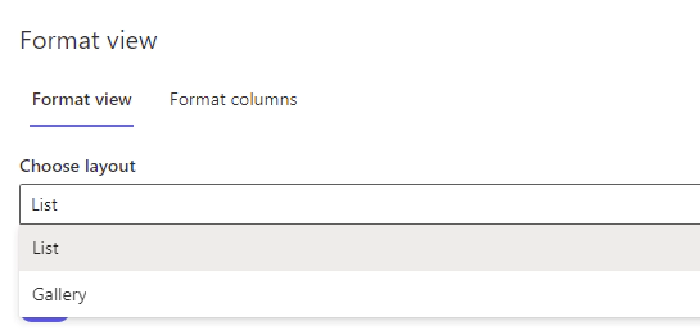 Format view
Format view Format columns
Choose layout
List
List
Gallery